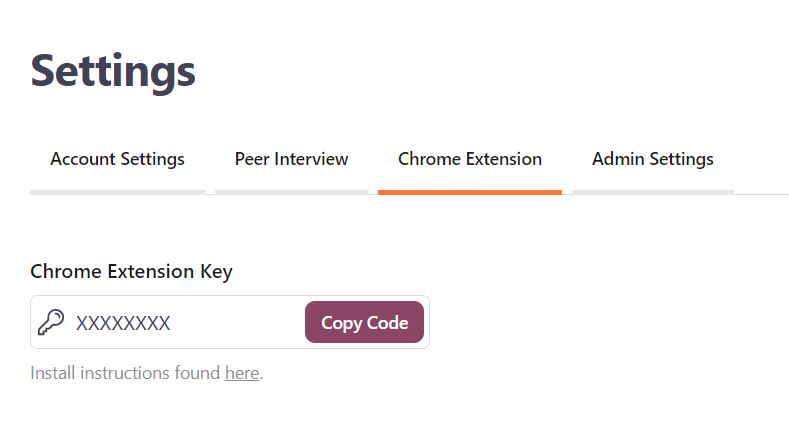 Settings
Account Settings Peer Interview Chrome Extension Admin Settings
Chrome Extension Key
XXXXXXXX Copy Code
Install instructions found here.